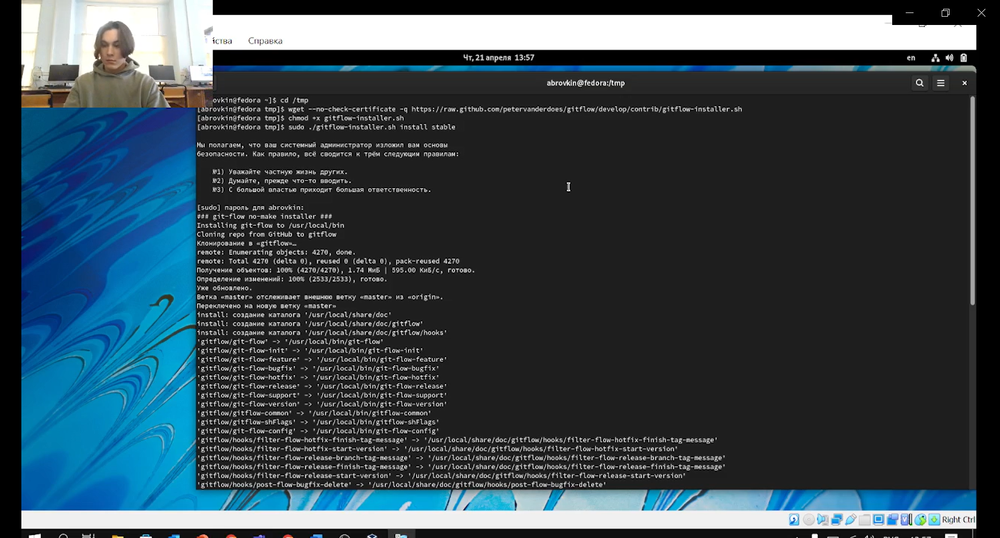 йства Справка
Чт, 21 апреля 13:57
en
abrovkin@fedora:/tmp
ovkin@fedora ~]$ cd /tmp
[abrovkin@fedora tmp]$ wget --no-check-certificate -q https://raw.github.com/petervanderdoes/gitflow/develop/contrib/gitflow-installer.sh
[abrovkin@fedora tmp]$ chmod +x gitflow-installer.sh
[abrovkin@fedora tmp]$ sudo ./gitflow-installer.sh install stable
Мы полагаем, что ваш системный администратор изложил вам основы
безопасности. Как правило, всё сводится к трём следующим правилам:
№1) Уважайте частную жизнь других.
№2) Думайте, прежде что-то вводить.
№3) С большой властью приходит большая ответственность.
[sudo] пароль для abrovkin:
### git-flow no-make installer ###
Installing git-flow to /usr/local/bin
Cloning repo from GitHub to gitflow
Клонирование в «gitflow»…
remote: Enumerating objects: 4270, done.
remote: Total 4270 (delta 0), reused 0 (delta 0), pack-reused 4270
Получение объектов: 100% (4270/4270), 1.74 МиБ | 595.00 КиБ/с, готово.
Определение изменений: 100% (2533/2533), готово.
Уже обновлено.
Ветка «master» отслеживает внешнюю ветку «master» из «origin».
Переключено на новую ветку «master»
install: создание каталога '/usr/local/share/doc'
install: создание каталога '/usr/local/share/doc/gitflow'
install: создание каталога '/usr/local/share/doc/gitflow/hooks'
'gitflow/git-flow' -> '/usr/local/bin/git-flow'
'gitflow/git-flow-init' -> '/usr/local/bin/git-flow-init'
'gitflow/git-flow-feature' -> '/usr/local/bin/git-flow-feature'
'gitflow/git-flow-bugfix' -> '/usr/local/bin/git-flow-bugfix'
'gitflow/git-flow-hotfix' -> '/usr/local/bin/git-flow-hotfix'
'gitflow/git-flow-release' -> '/usr/local/bin/git-flow-release'
'gitflow/git-flow-support' -> '/usr/local/bin/git-flow-support'
'gitflow/git-flow-version' -> '/usr/local/bin/git-flow-version'
'gitflow/gitflow-common' -> '/usr/local/bin/gitflow-common'
'gitflow/gitflow-shFlags' -> '/usr/local/bin/gitflow-shFlags'
'gitflow/git-flow-config' -> '/usr/local/bin/git-flow-config'
'gitflow/hooks/filter-flow-hotfix-finish-tag-message' -> '/usr/local/share/doc/gitflow/hooks/filter-flow-hotfix-finish-tag-message'
'gitflow/hooks/filter-flow-hotfix-start-version' -> '/usr/local/share/doc/gitflow/hooks/filter-flow-hotfix-start-version'
'gitflow/hooks/filter-flow-release-branch-tag-message' -> '/usr/local/share/doc/gitflow/hooks/filter-flow-release-branch-tag-message'
'gitflow/hooks/filter-flow-release-finish-tag-message' -> '/usr/local/share/doc/gitflow/hooks/filter-flow-release-finish-tag-message'
'gitflow/hooks/filter-flow-release-start-version' -> '/usr/local/share/doc/gitflow/hooks/filter-flow-release-start-version'
'gitflow/hooks/post-flow-bugfix-delete' -> '/usr/local/share/doc/gitflow/hooks/post-flow-bugfix-delete'
Right Ctrl